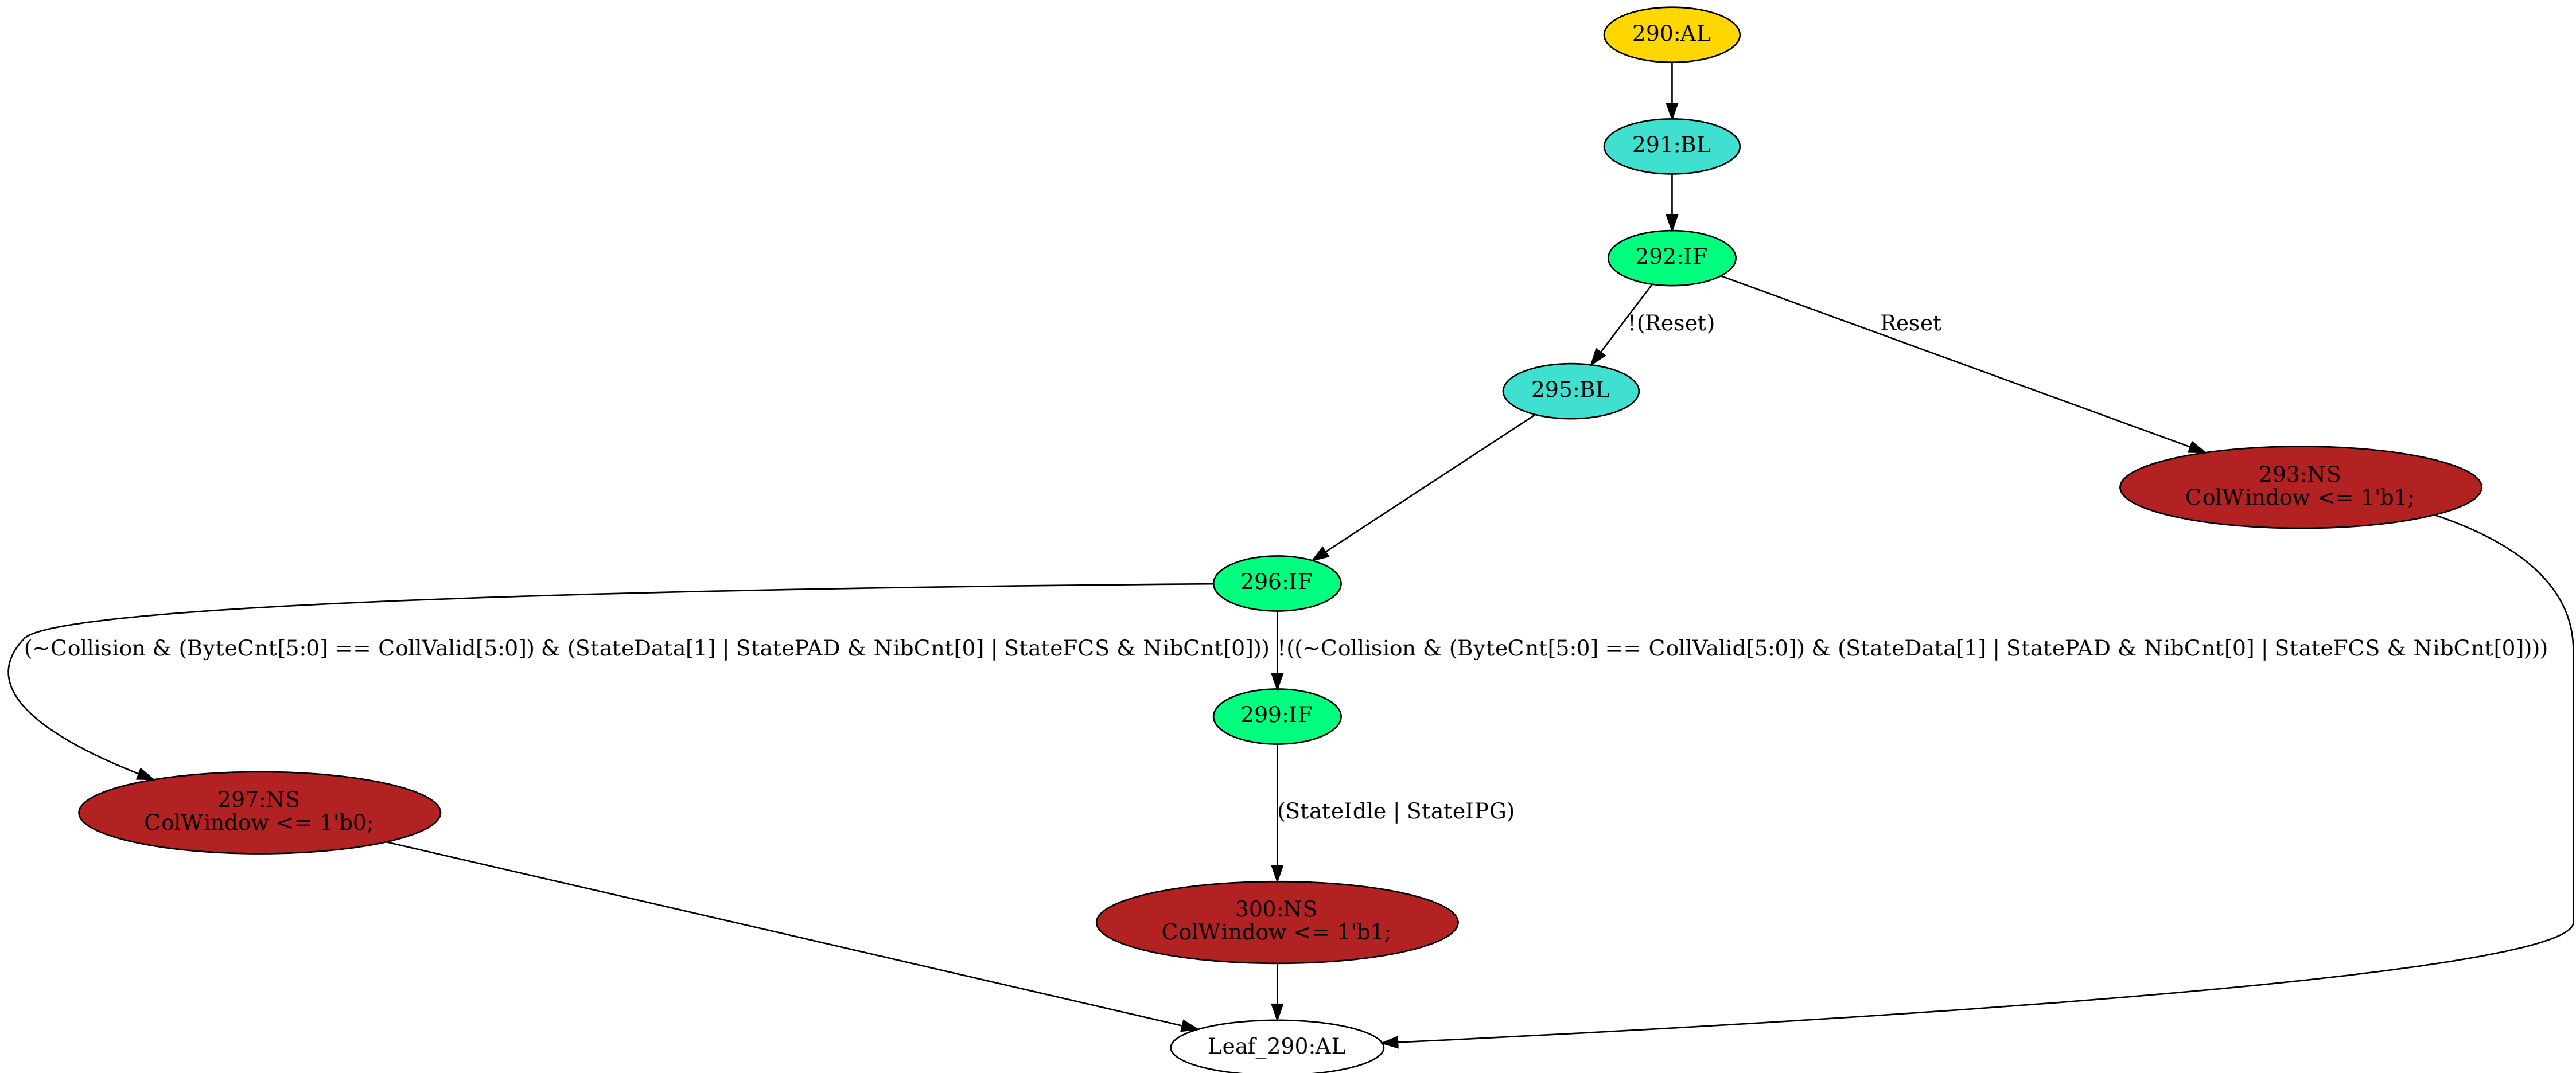 290:AL
291:BL
292:IF
!(Reset)
Reset
295:BL
293:NS
ColWindow <= 1'b1;
296:IF
(~Collision & (ByteCnt[5:0] == CollValid[5:0]) & (StateData[1] | StatePAD & NibCnt[0] | StateFCS & NibCnt[0]))
!((~Collision & (ByteCnt[5:0] == CollValid[5:0]) & (StateData[1] | StatePAD & NibCnt[0] | StateFCS & NibCnt[0])))
299:IF
297:NS
ColWindow <= 1'b0;
(StateIdle | StateIPG)
300:NS
ColWindow <= 1'b1;
Leaf_290:AL